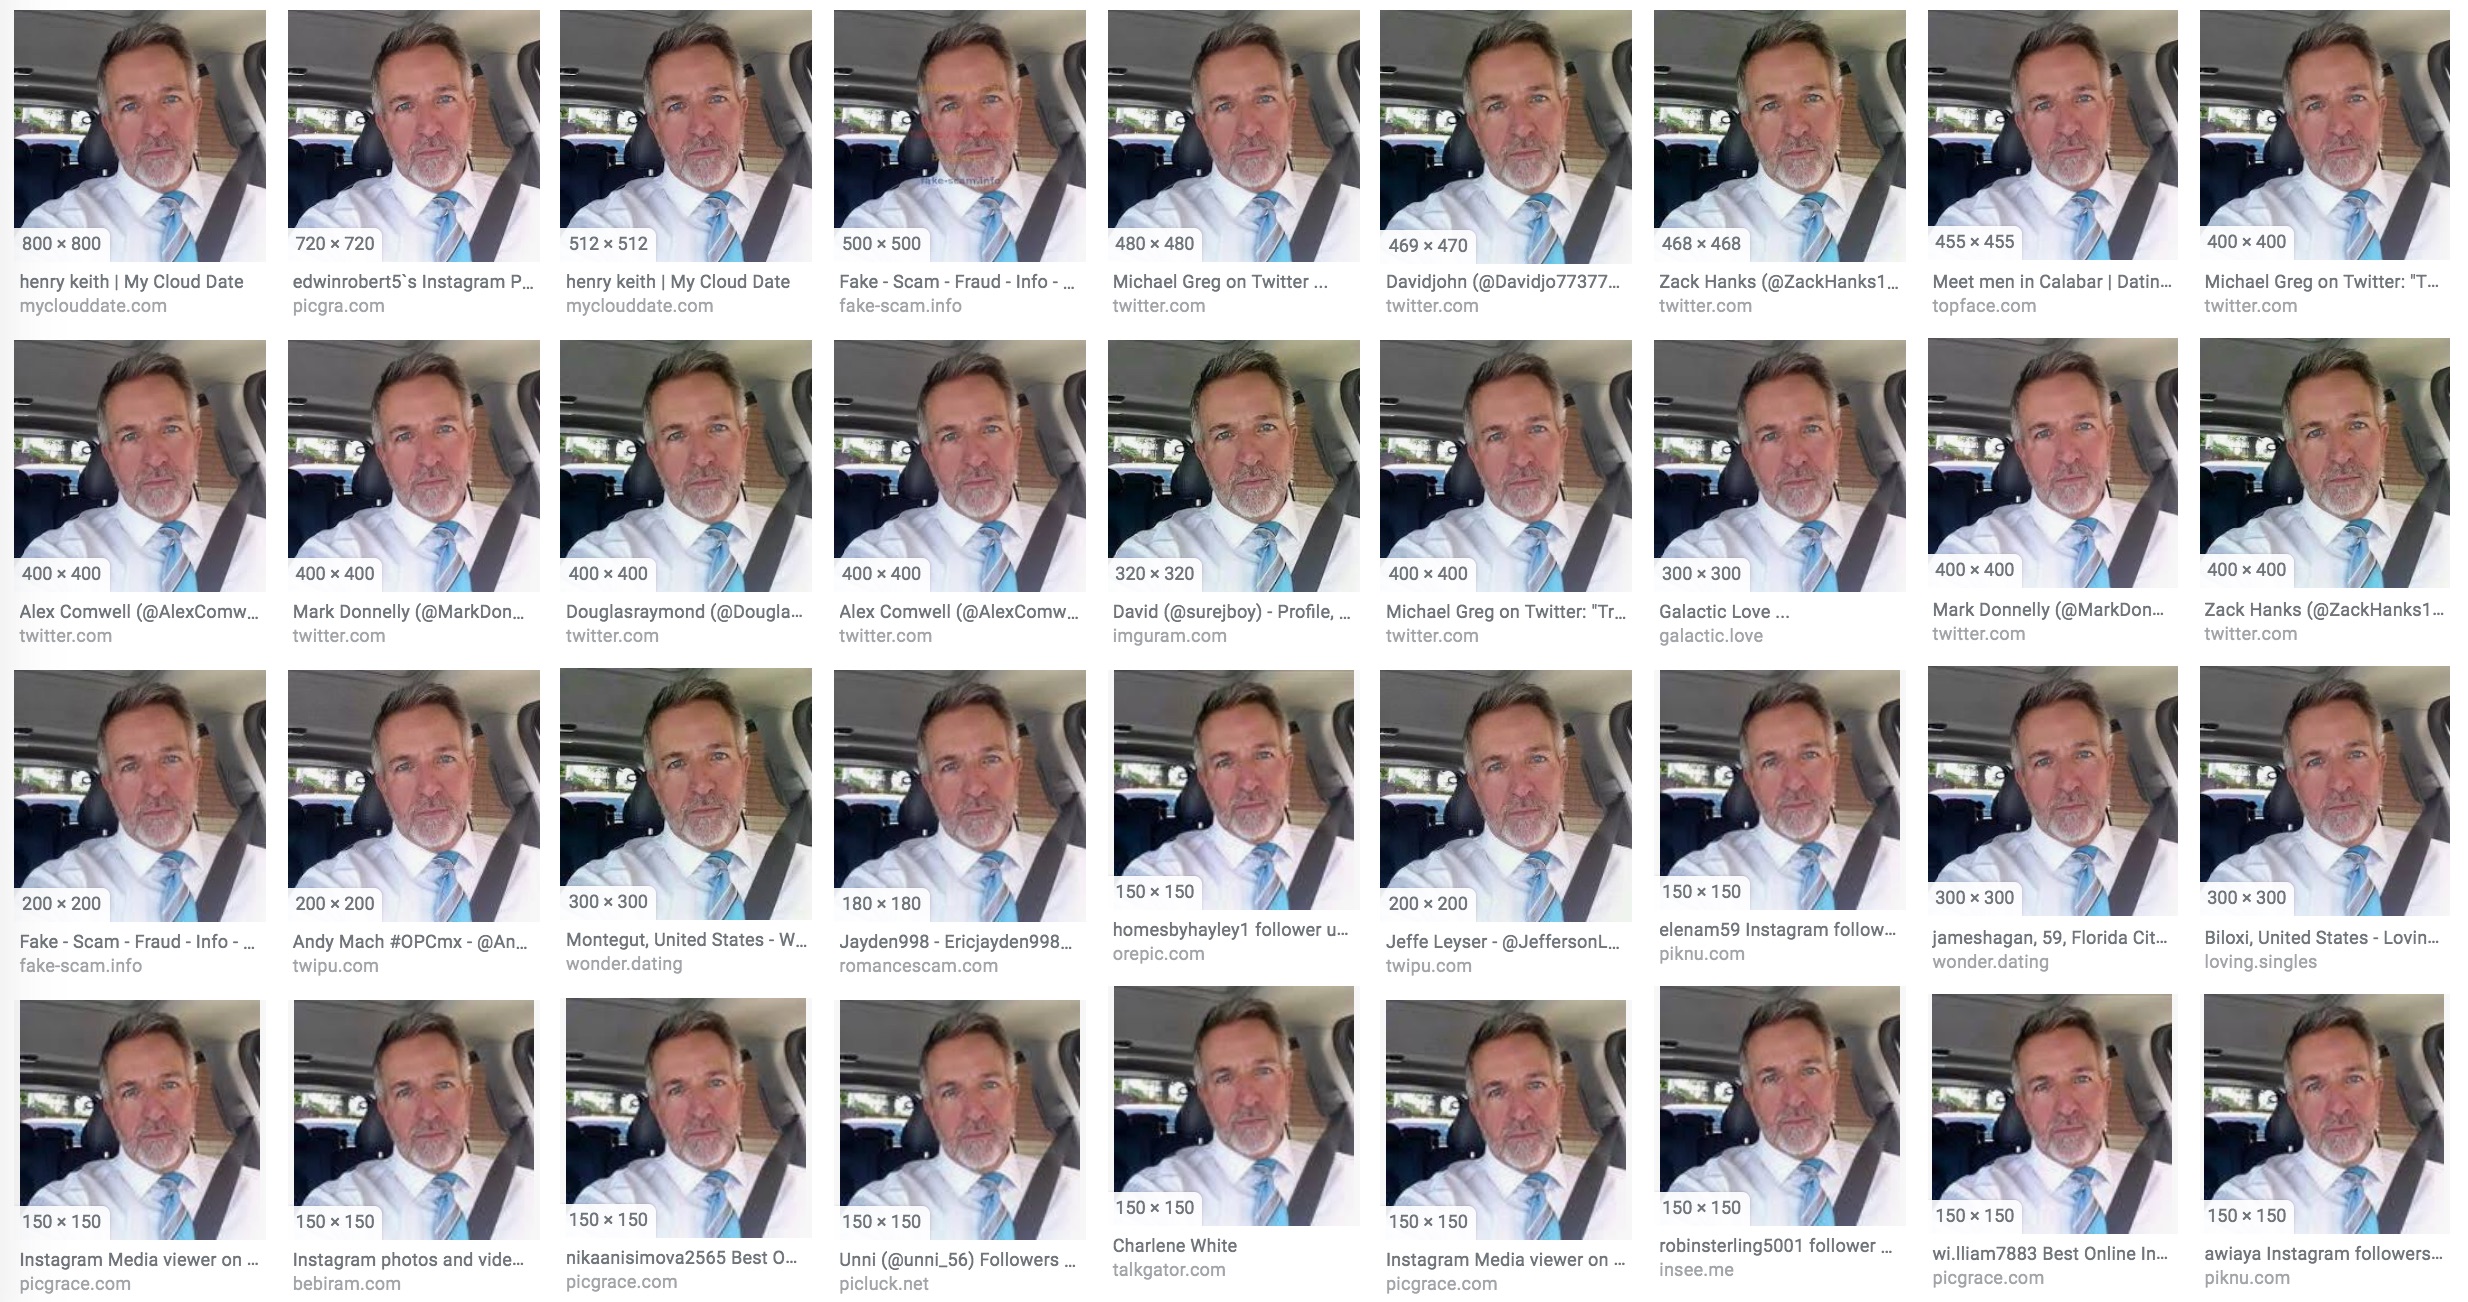 800 × 800
henry keith | My Cloud Date
myclouddate.com
720 × 720
edwinrobert5`s Instagram P...
picgra.com
512 × 512
henry keith | My Cloud Date
myclouddate.com
fake-scam.info
500 × 500
Fake - Scam - Fraud - Info - ...
fake-scam.info
480 × 480
Michael Greg on Twitter ...
twitter.com
469 × 470
Davidjohn (@Davidjo77377...
twitter.com
468 × 468
Zack Hanks (@ZackHanks1...
twitter.com
455 × 455
Meet men in Calabar | Datin...
topface.com
400 × 400
Michael Greg on Twitter: "T...
twitter.com
400 × 400
Alex Comwell (@AlexComw...
twitter.com
400 × 400
Mark Donnelly (@MarkDon...
twitter.com
400 × 400
Douglasraymond (@Dougla...
twitter.com
400 × 400
Alex Comwell (@AlexComw...
twitter.com
320 × 320
David (@surejboy) - Profile, ...
imguram.com
400 × 400
Michael Greg on Twitter: "Tr...
twitter.com
300 × 300
Galactic Love ...
galactic.love
400 × 400
Mark Donnelly (@MarkDon...
twitter.com
400 × 400
Zack Hanks (@ZackHanks1...
twitter.com
200 × 200
Fake - Scam - Fraud - Info - ...
fake-scam.info
200 × 200
Andy Mach #OPCmx - @An...
twipu.com
300 × 300
Montegut, United States - W...
wonder.dating
180 × 180
Jayden998 - Ericjayden998...
romancescam.com
150 × 150
homesbyhayley1 follower u...
orepic.com
200 × 200
Jeffe Leyser - @JeffersonL...
twipu.com
150 × 150
elenam59 Instagram follow...
piknu.com
300 × 300
jameshagan, 59, Florida Cit...
wonder.dating
300 × 300
Biloxi, United States - Lovin...
loving.singles
150 × 150
Instagram Media viewer on ...
picgrace.com
150 × 150
Instagram photos and vide...
bebiram.com
150 × 150
nikaanisimova2565 Best O...
picgrace.com
150 × 150
Unni (@unni_56) Followers ...
picluck.net
150 × 150
Charlene White
talkgator.com
150 × 150
Instagram Media viewer on ...
picgrace.com
150 × 150
robinsterling5001 follower ...
insee.me
150 × 150
wi.lliam7883 Best Online In...
picgrace.com
150 × 150
awiaya Instagram followers...
piknu.com